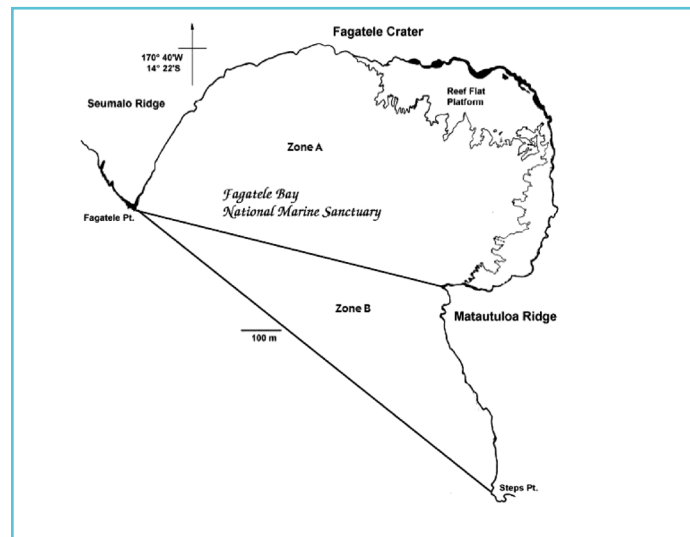 Fagatele Crater
170° 40'W
14° 22'S
Reef Flat
Platform
Seumalo Ridge
Zone A
Fagatele Bay
National Marine Sanctuary
Fagatele Pt.
Zone B
Matautuloa Ridge
100 m
Steps Pt.